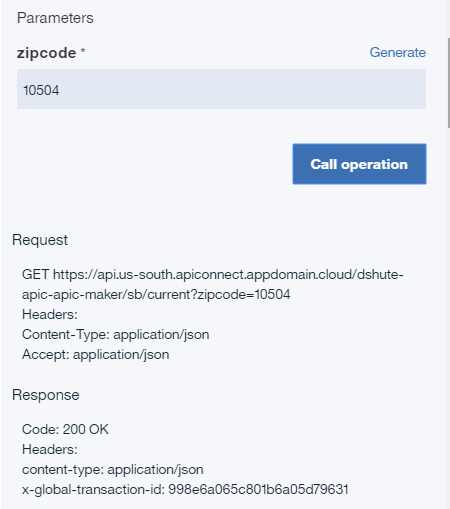 Parameters
zipcode *
Generate
10504
Call operation
Request
GET https://api.us-south.apiconnect.appdomain.cloud/dshute-
apic-apic-maker/sb/current?zipcode=10504
Headers:
Content-Type: application/json
Accept: application/json
Response
Code: 200 OK
Headers:
content-type: application/json
x-global-transaction-id: 998e6a065c801b6a05d79631